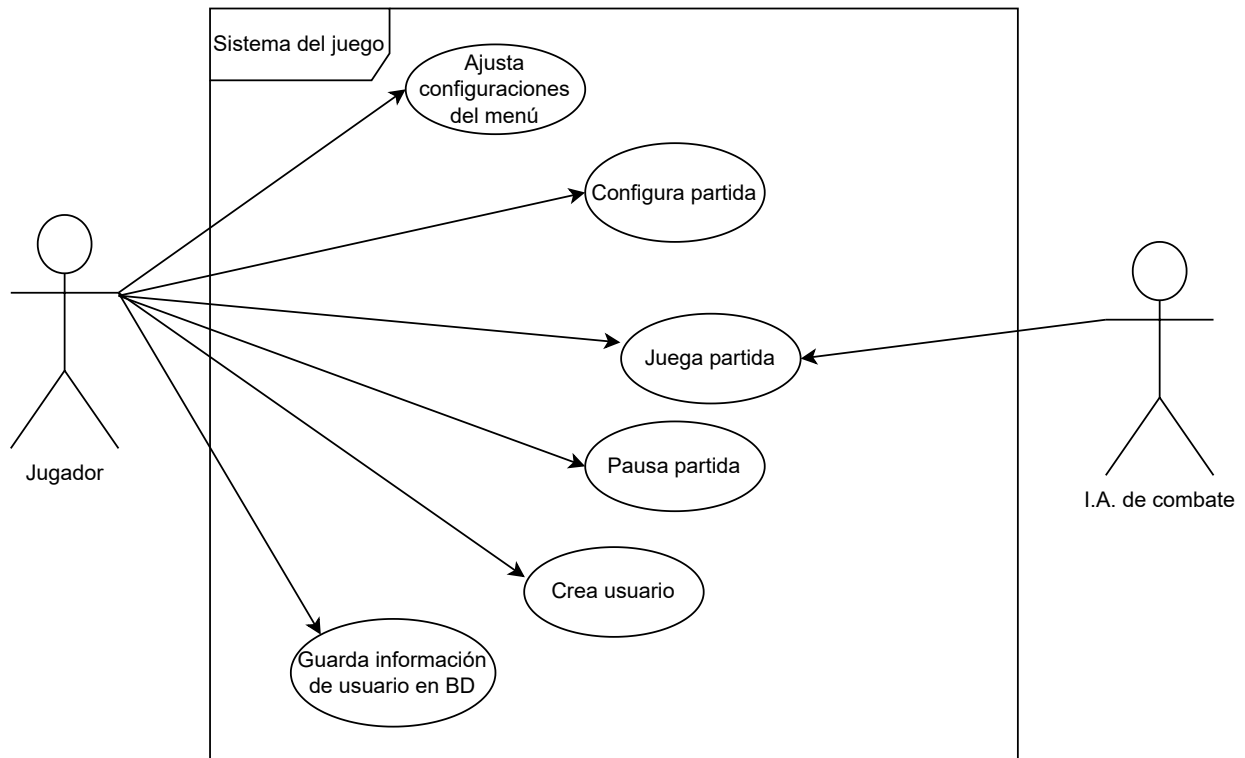 Sistema del juego
Ajusta
configuraciones
del menú
Configura partida
Juega partida
Pausa partida
Jugador
I.A. de combate
Crea usuario
Guarda información
de usuario en BD